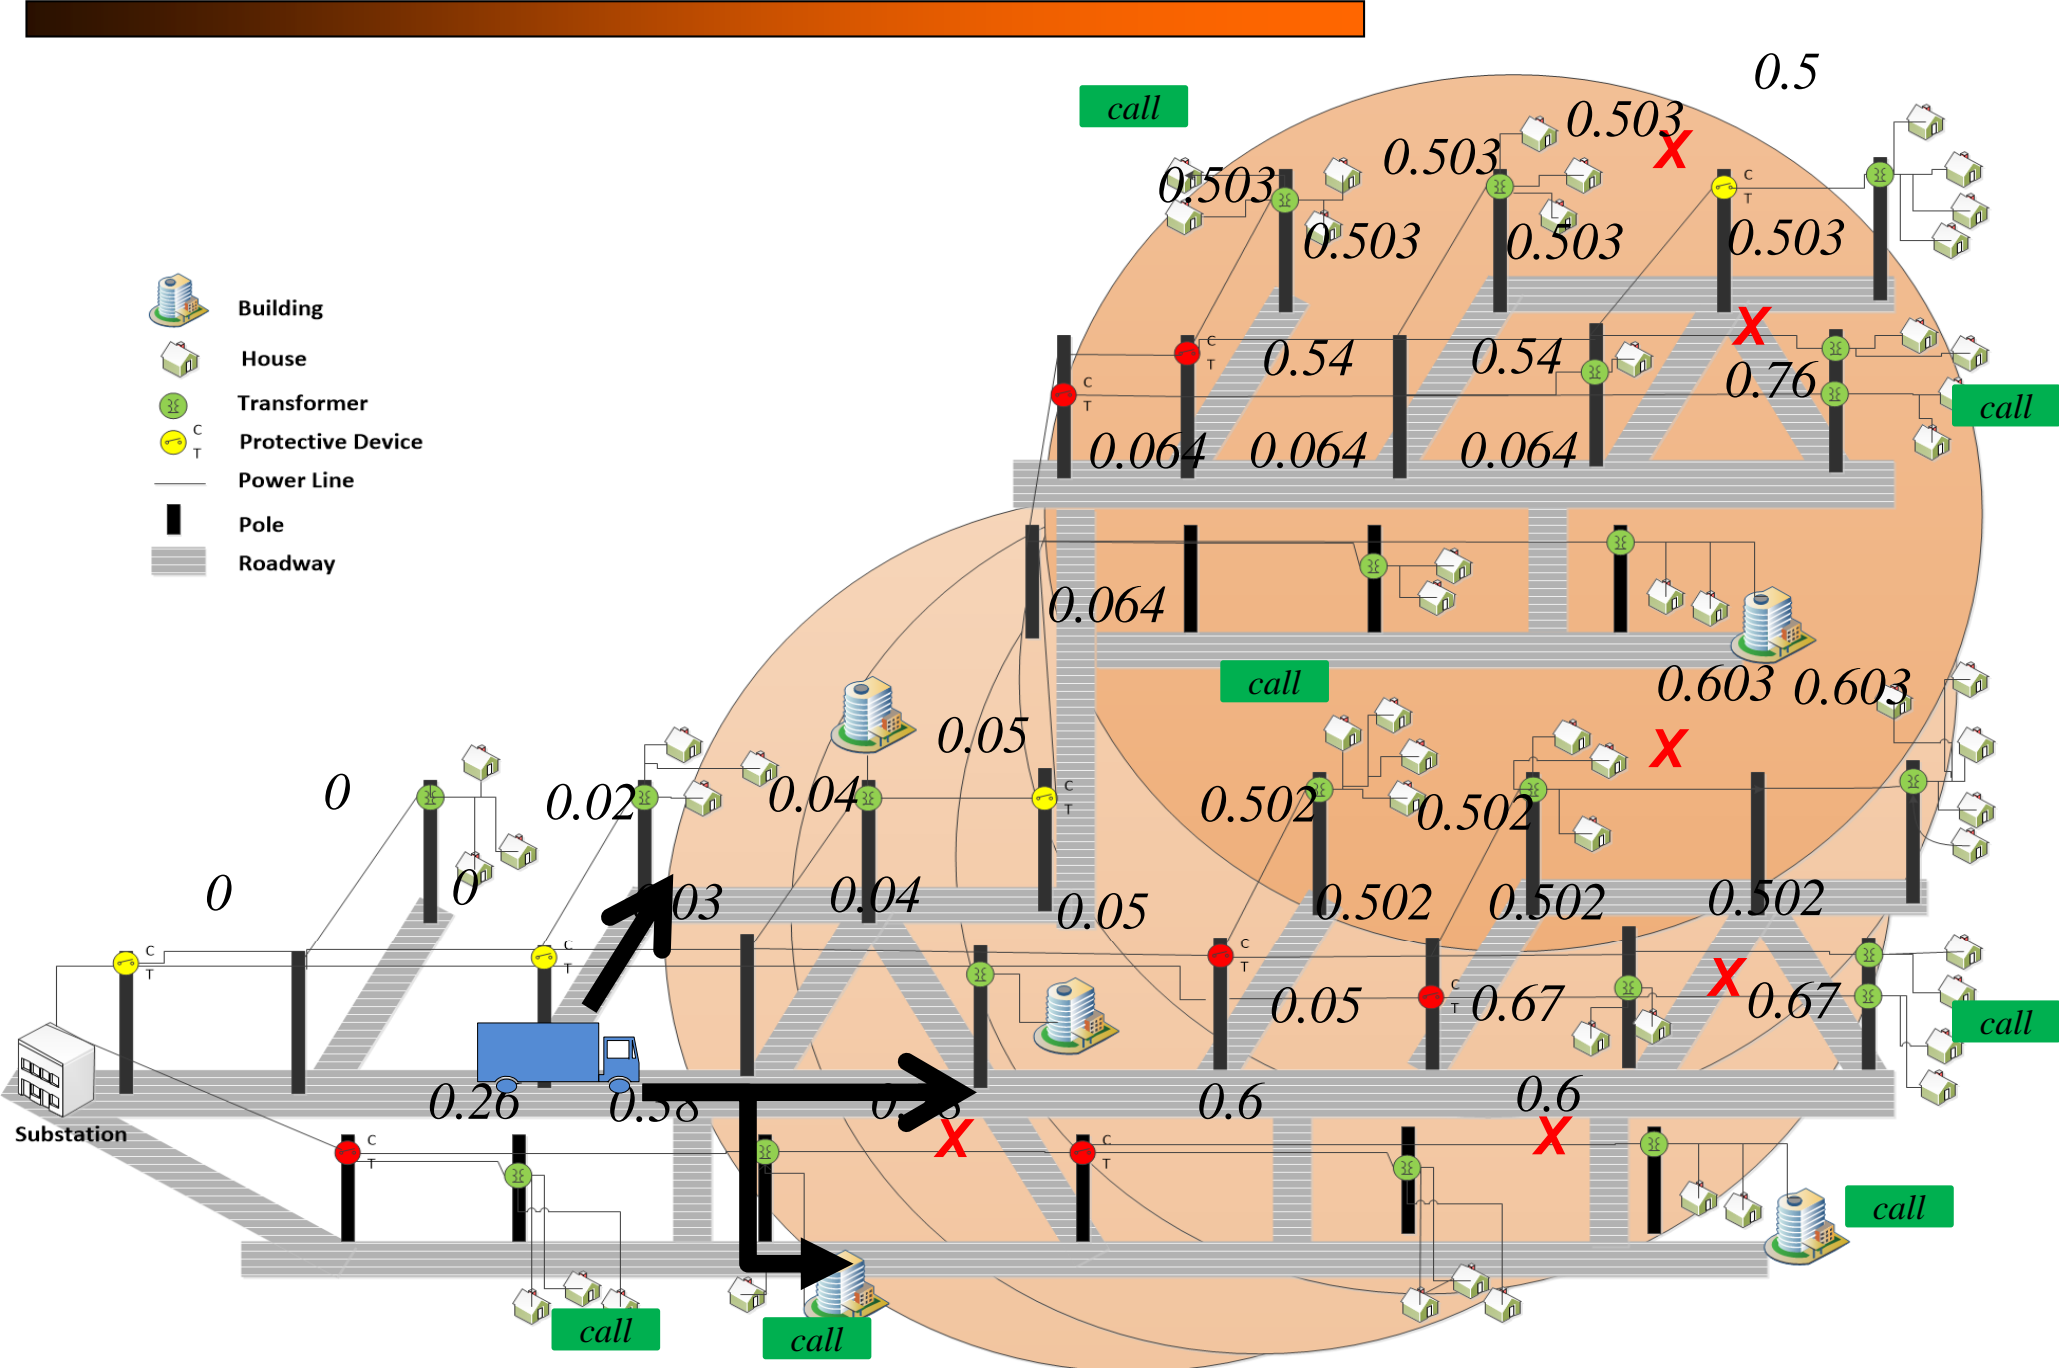 0.5
call
0.503
0.503
0.503
C
T
0.503
0.503
0.503
C
T
0.54
0.54
0.76
C
T
call
0.064
0.064
0.064
Building
House
Transformer
C
T
Protective Device
Power Line
Pole
Roadway
0.064
call
0.603
0.603
0.05
0
0.02
0.04
C
T
0.502
0.502
0
0
03
0.04
0.05
0.502
0.502
0.502
C
T
C
T
C
T
0.05
C
T
0.67
0.67
call
X
X
X
X
X
X
0.26
0.6
0.6
Substation
C
T
C
T
call
call
call